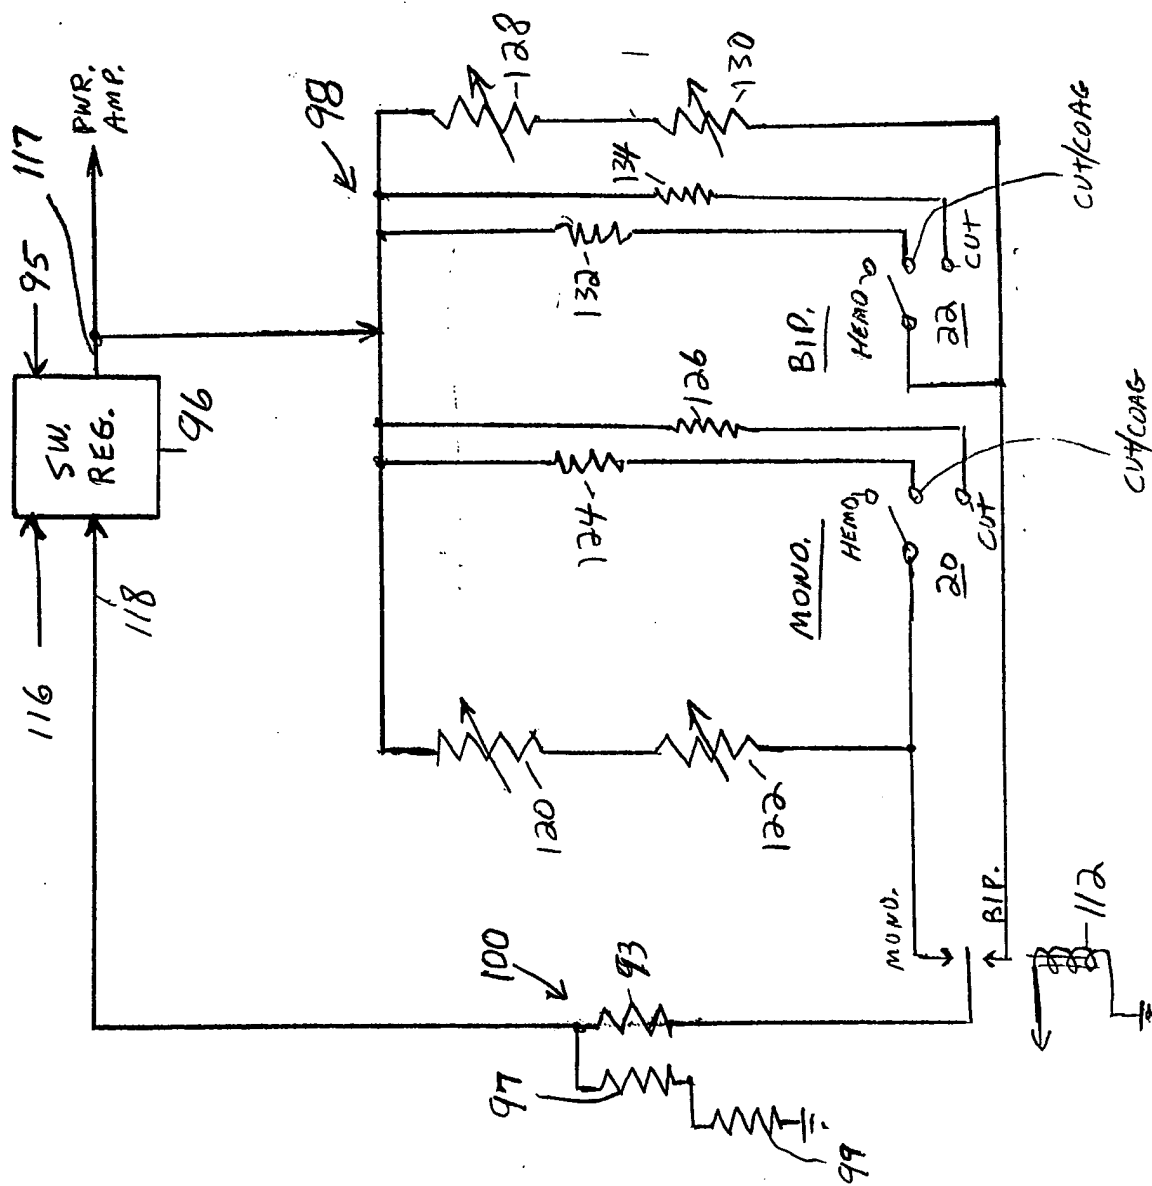 117
PWR.
AMP.
95
SW.
REG.
96
116
118
98
128
130
134
132
CUT/COAG
CUT
HEMO
BIP.
22
126
124
CUT/COAG
HEMO.
MONO.
CUT
20
120
122
100
93
97
99
MONO.
BIP.
112